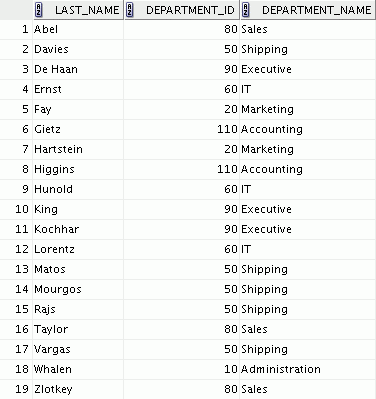 LAST_NAME DEPARTMENT_ID DEPARTMENT_NAME
1 Abel 80 Sales
2 Davies 50 Shipping
3 De Haan 90 Executive
4 Ernst 60 IT
5 Fay 20 Marketing
6 Gietz 110 Accounting
7 Hartstein 20 Marketing
8 Higgins 110 Accounting
9 Hunold 60 IT
10 King 90 Executive
11 Kochhar 90 Executive
12 Lorentz 60 IT
13 Matos 50 Shipping
14 Mourgos 50 Shipping
15 Rajs 50 Shipping
16 Taylor 80 Sales
17 Vargas 50 Shipping
18 Whalen 10 Administration
19 Zlotkey 80 Sales